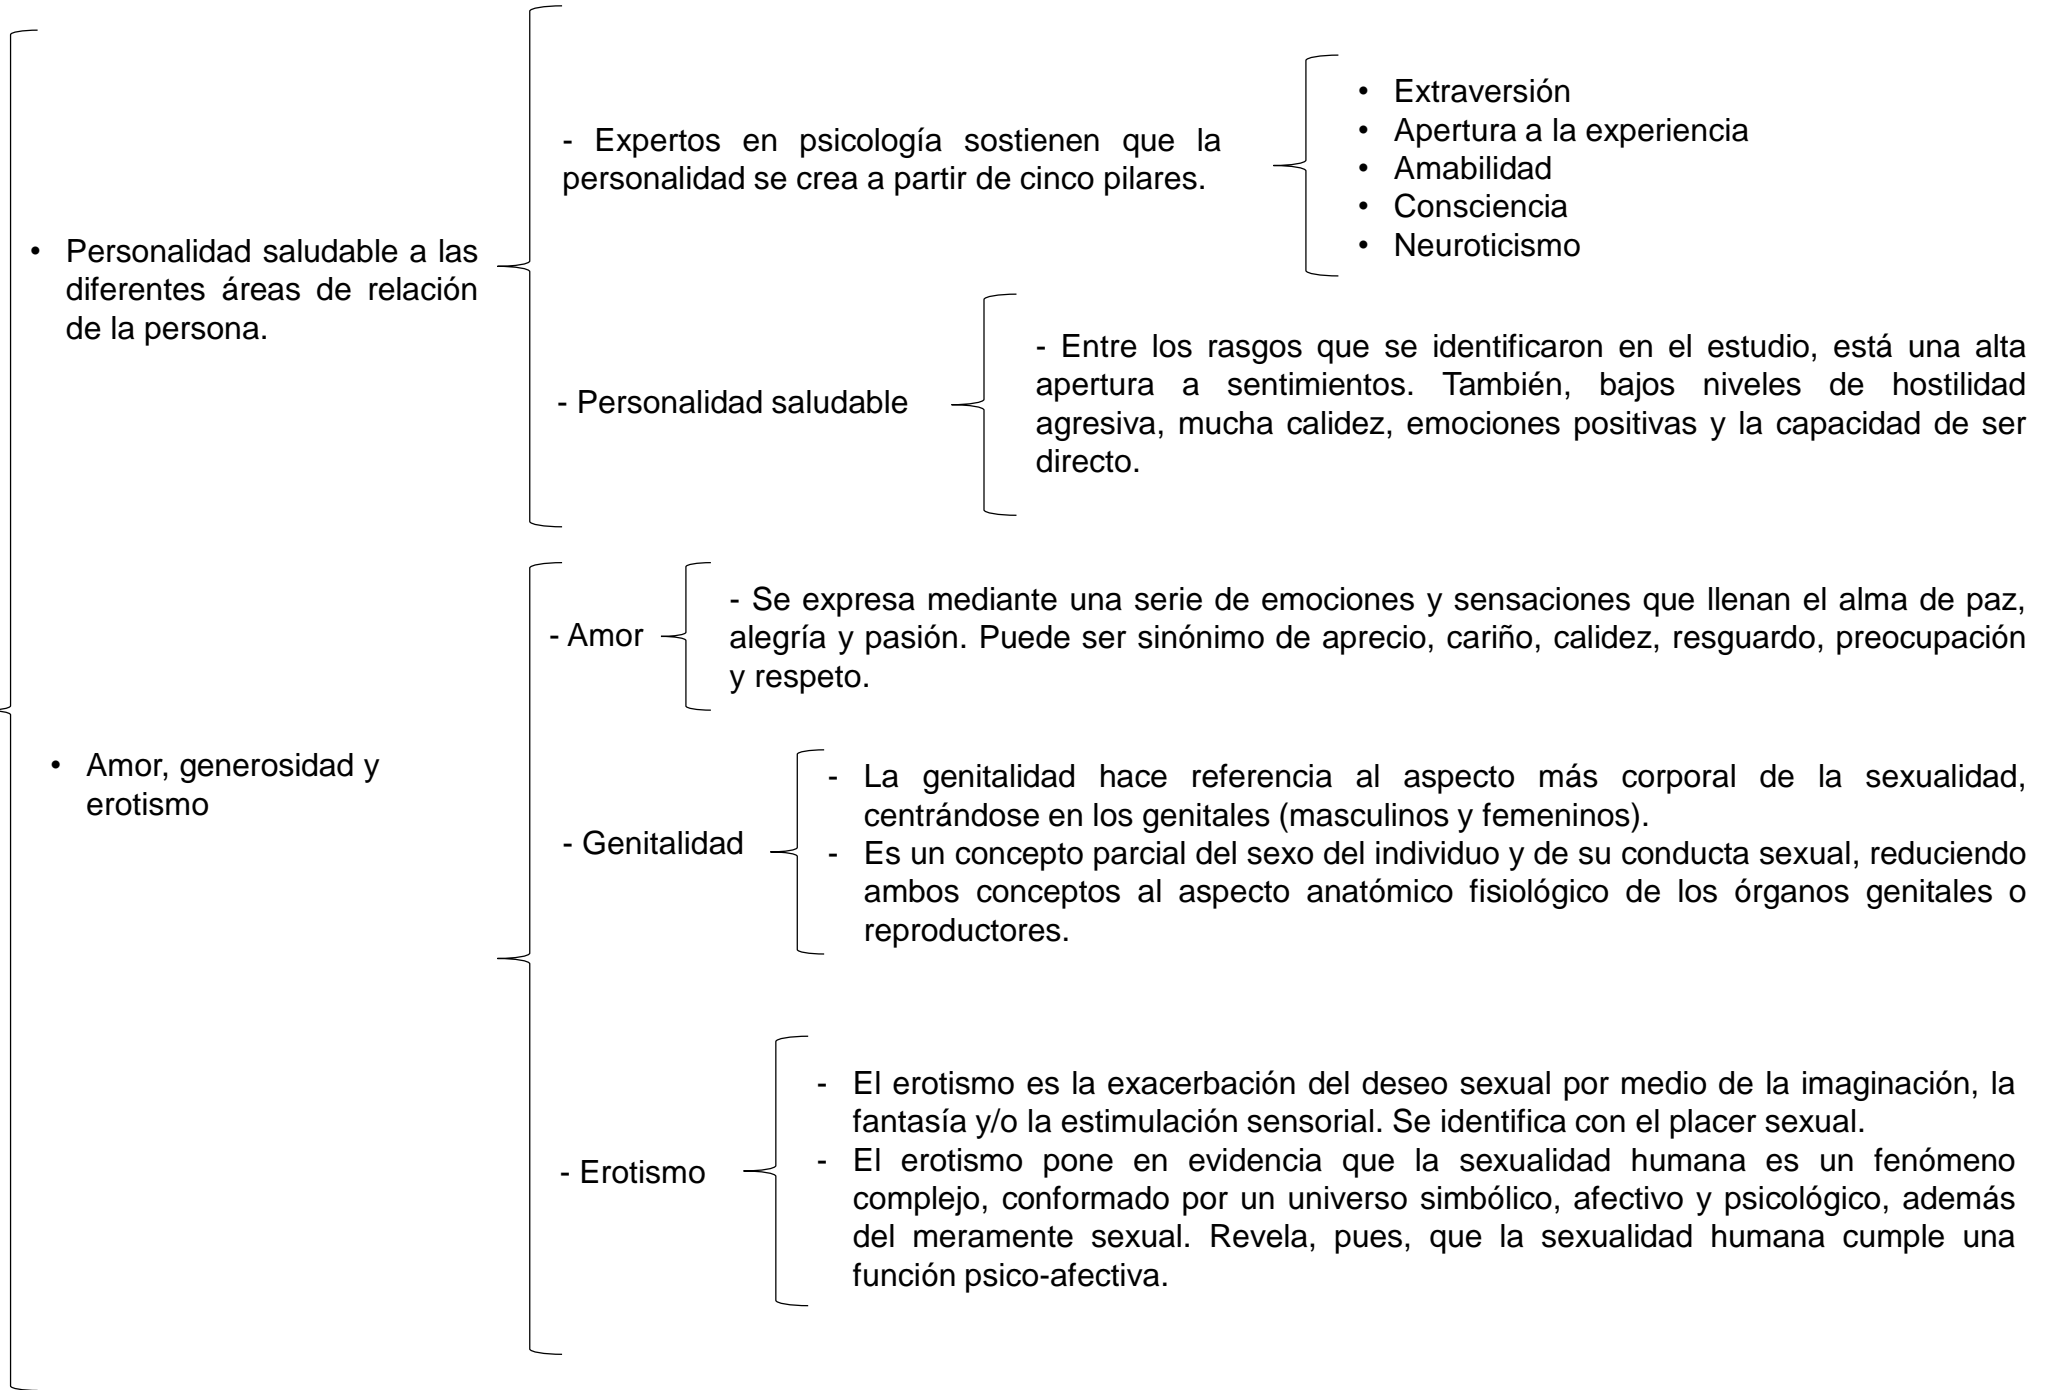 • Personalidad saludable a las
diferentes áreas de relación
de la persona.
- Expertos en psicología sostienen que la
personalidad se crea a partir de cinco pilares.
• Extraversión
• Apertura a la experiencia
• Amabilidad
• Consciencia
• Neuroticismo
- Personalidad saludable
- Entre los rasgos que se identificaron en el estudio, está una alta
apertura a sentimientos. También, bajos niveles de hostilidad
agresiva, mucha calidez, emociones positivas y la capacidad de ser
directo.
• Amor, generosidad y
erotismo
- Amor
- Se expresa mediante una serie de emociones y sensaciones que llenan el alma de paz,
alegría y pasión. Puede ser sinónimo de aprecio, cariño, calidez, resguardo, preocupación
y respeto.
- Genitalidad
- La genitalidad hace referencia al aspecto más corporal de la sexualidad,
centrándose en los genitales (masculinos y femeninos).
- Es un concepto parcial del sexo del individuo y de su conducta sexual, reduciendo
ambos conceptos al aspecto anatómico fisiológico de los órganos genitales o
reproductores.
- Erotismo
- El erotismo es la exacerbación del deseo sexual por medio de la imaginación, la
fantasía y/o la estimulación sensorial. Se identifica con el placer sexual.
- El erotismo pone en evidencia que la sexualidad humana es un fenómeno
complejo, conformado por un universo simbólico, afectivo y psicológico, además
del meramente sexual. Revela, pues, que la sexualidad humana cumple una
función psico-afectiva.